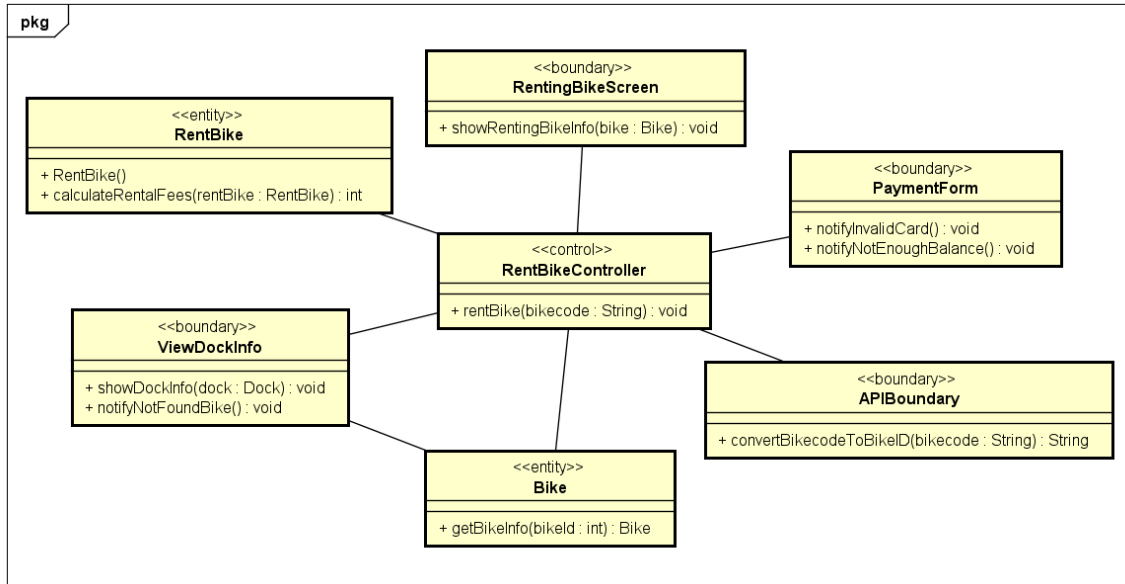 pkg
<<boundary>>
RentingBikeScreen
+ showRentingBikeInfo(bike : Bike) : void
<<entity>>
RentBike
+ RentBike()
+ calculateRentalFees(rentBike : RentBike) : int
<<boundary>>
PaymentForm
+ notifyInvalidCard() : void
+ notifyNotEnoughBalance() : void
<<control>>
RentBikeController
+ rentBike(bikecode : String) : void
<<boundary>>
ViewDockInfo
+ showDockInfo(dock : Dock) : void
+ notifyNotFoundBike() : void
<<boundary>>
APIBoundary
+ convertBikecodeToBikeID(bikecode : String) : String
<<entity>>
Bike
+ getBikeInfo(bikeId : int) : Bike